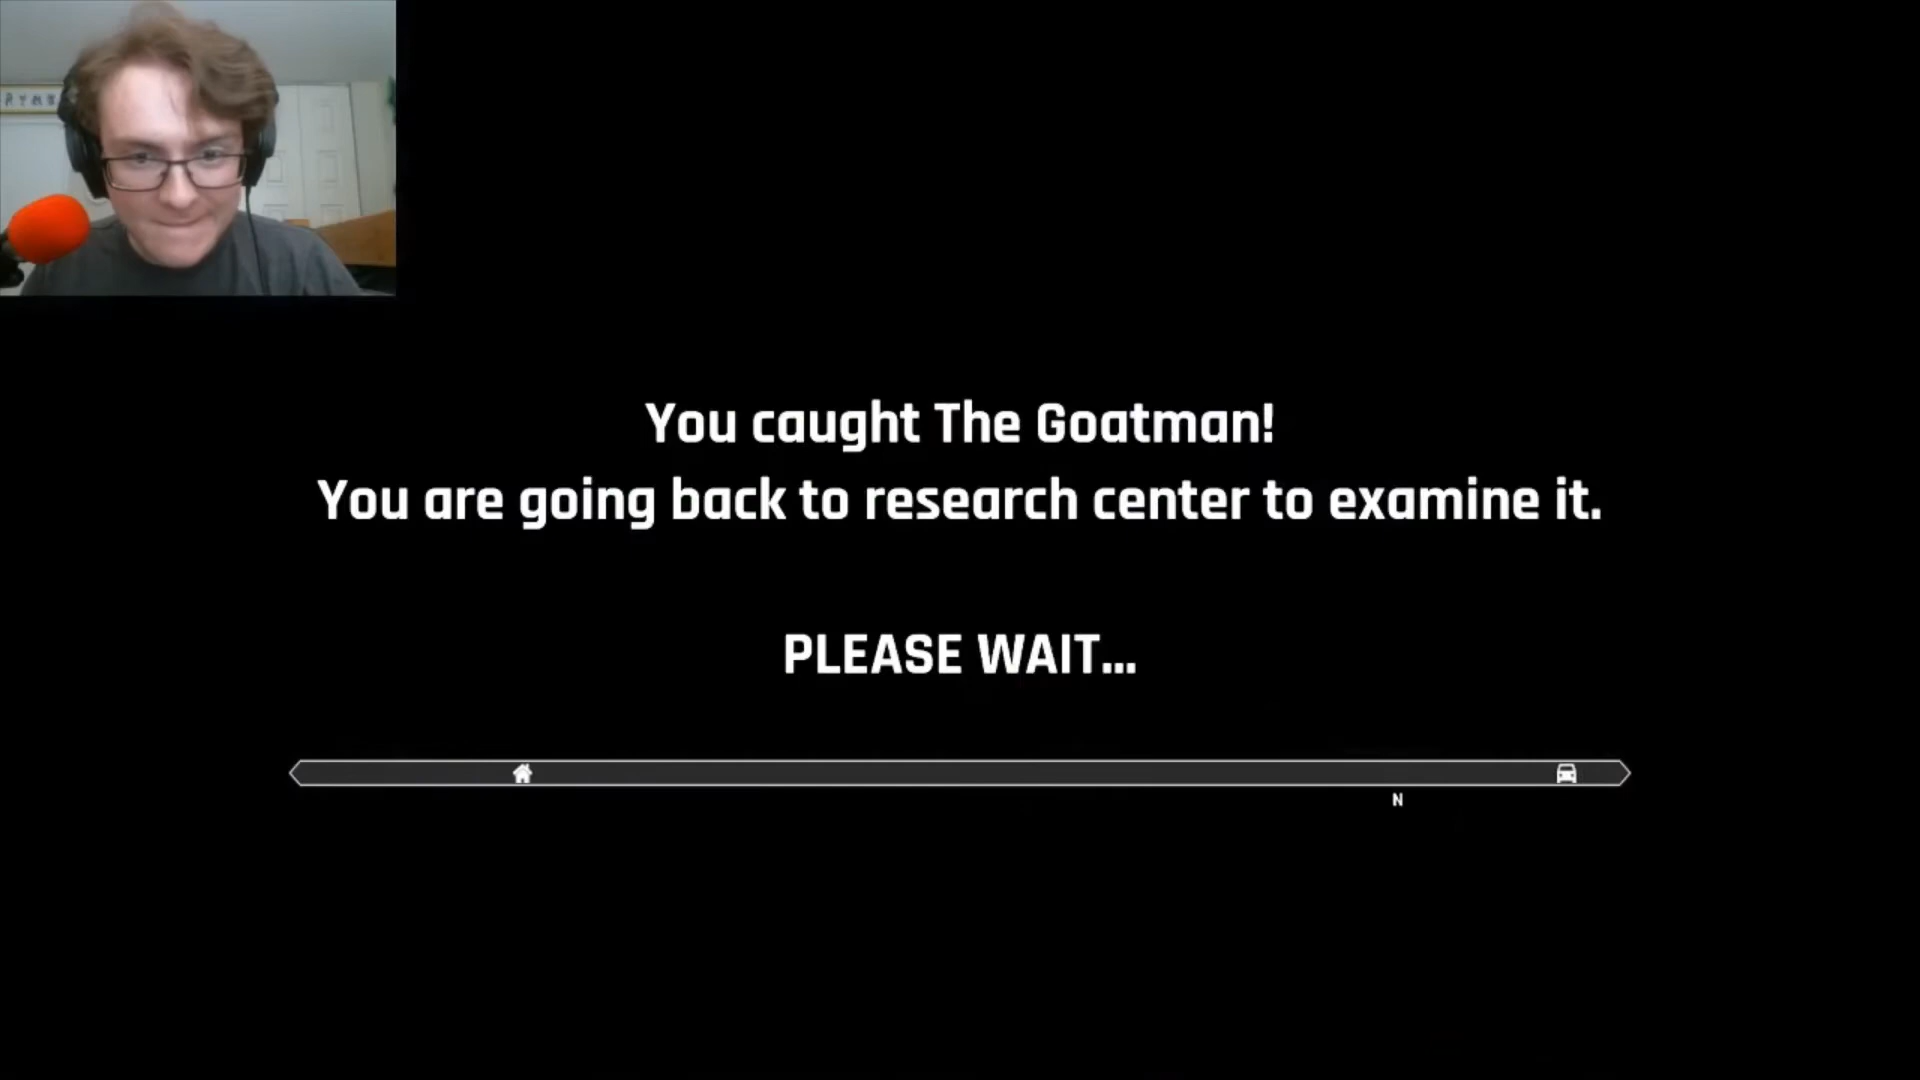 You caught The Goatman!
You are going back to research center to examine it.
PLEASE WAIT...
N